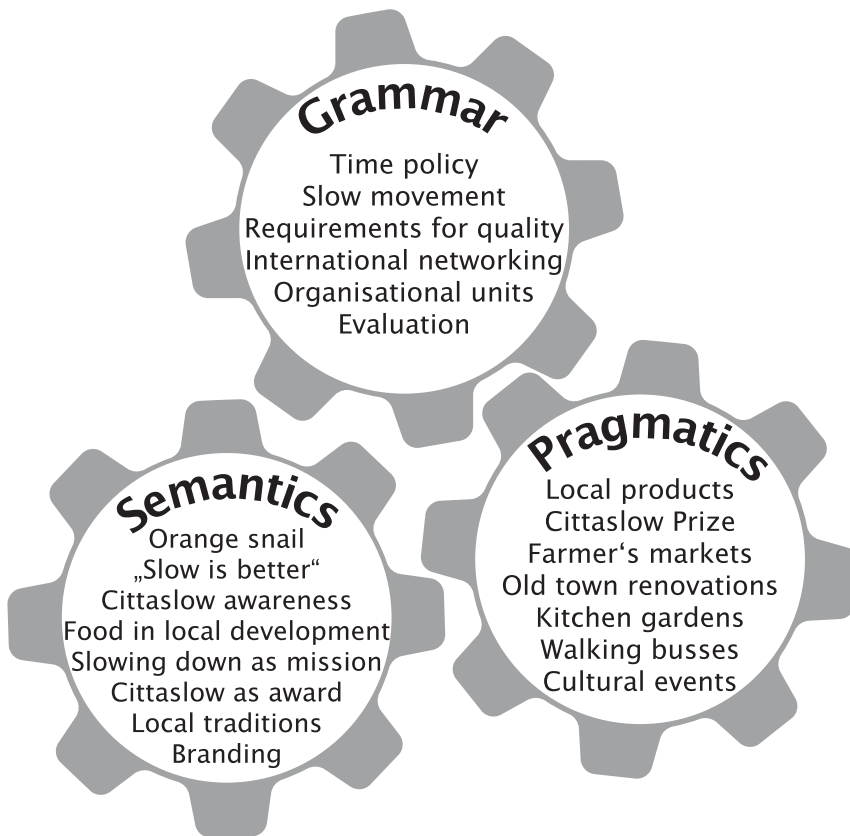 Grammar
Time policy
Slow movement
Requirements for quality
International networking
Organisational units
Evaluation
Semantics
Orange snail
„Slow is better“
Cittaslow awareness
Food in local development
Slowing down as mission
Cittaslow as award
Local traditions
Branding
Pragmatics
Local products
Cittaslow Prize
Farmer‘s markets
Old town renovations
Kitchen gardens
Walking busses
Cultural events